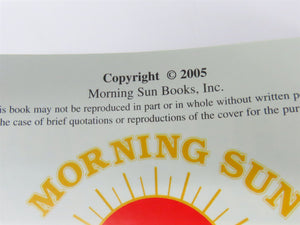 Copyright © 2005
Morning Sun Books, Inc.
is book may not be reproduced in part or in whole without written p
the case of brief quotations or reproductions of the cover for the pur
MORNING SUN